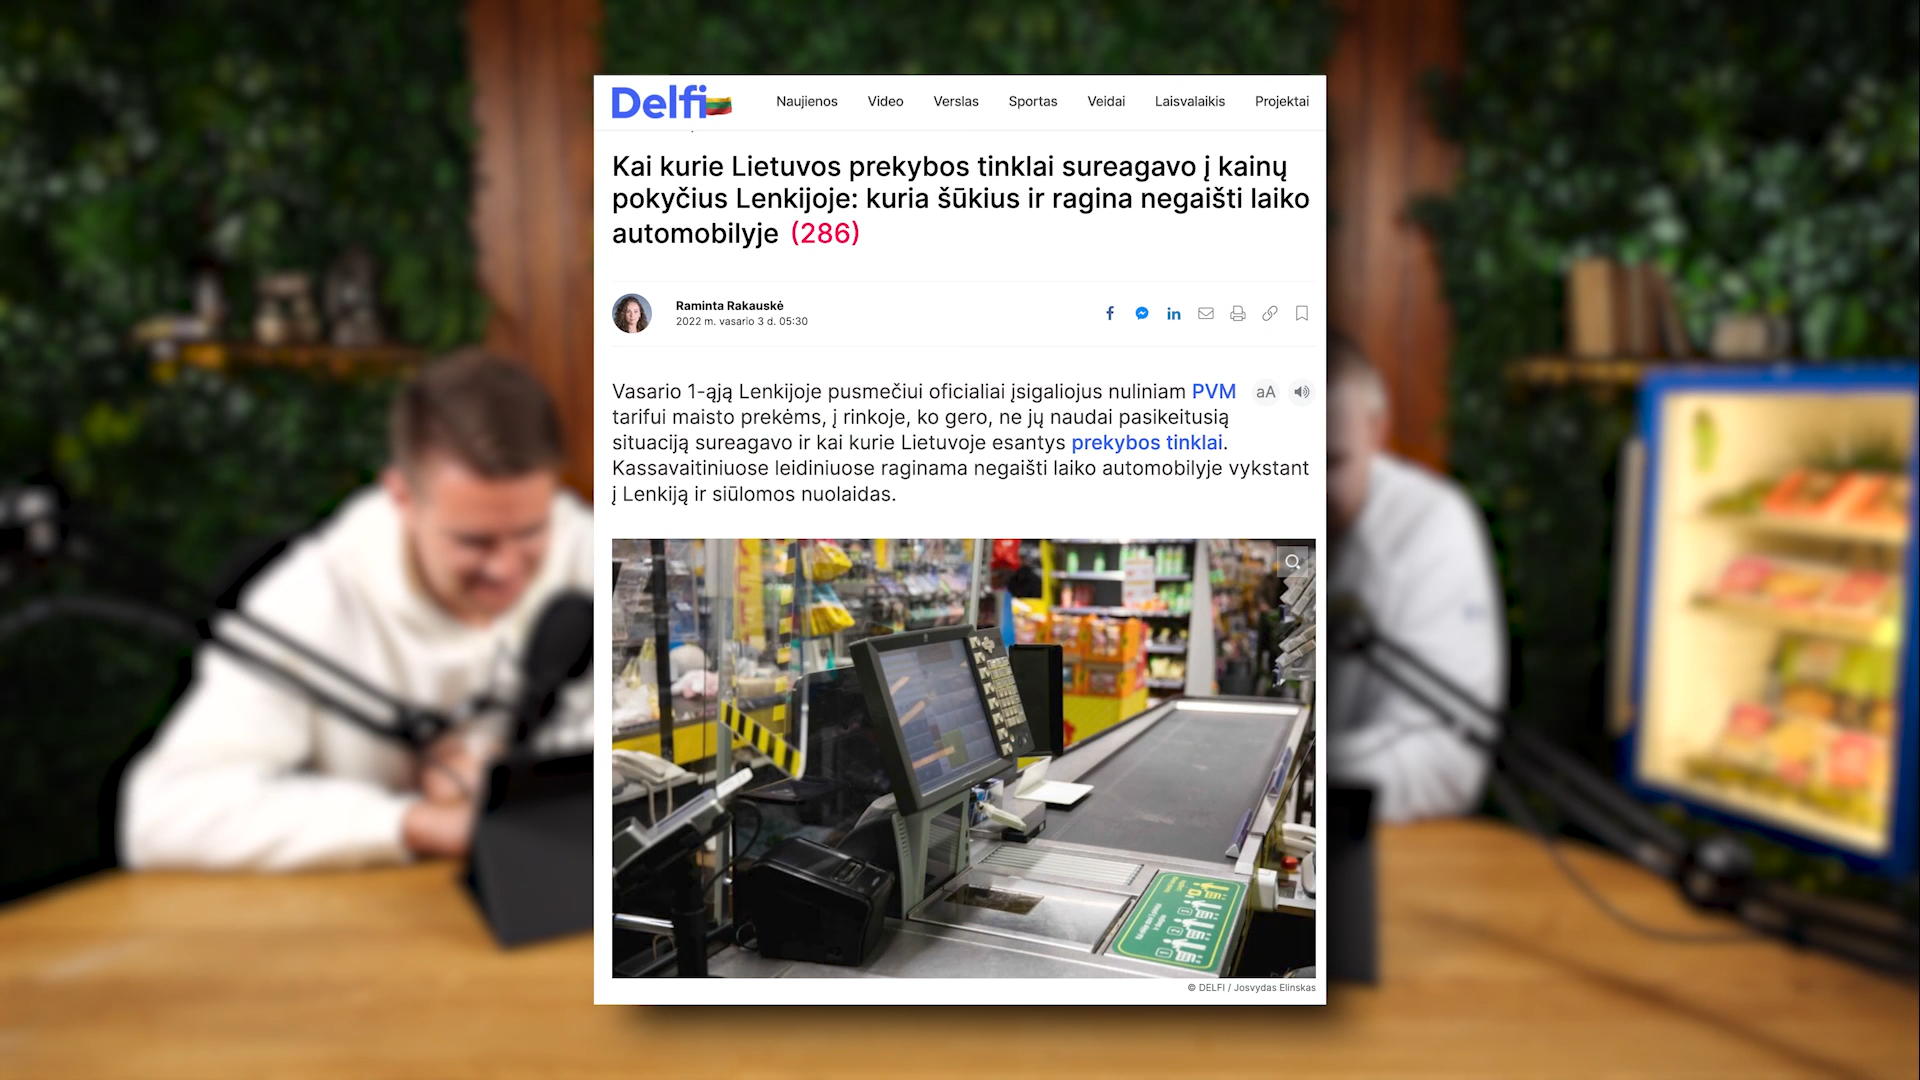 Delfi
Naujienos Video Verslas Sportas Veidai Laisvalaikis Projektai
Kai kurie Lietuvos prekybos tinklai sureagavo į kainų
pokyčius Lenkijoje: kuria šūkius ir ragina negaišti laiko
automobilyje (286)
Raminta Rakauskė
2022 m. vasario 3 d. 05:30
Vasario 1-ąją Lenkijoje pusmečiui oficialiai įsigaliojus nuliniam PVM
aA
tarifui maisto prekėms, į rinkoje, ko gero, ne jų naudai pasikeitusią
situaciją sureagavo ir kai kurie Lietuvoje esantys prekybos tinklai.
Kassavaitiniuose leidiniuose raginama negaišti laiko automobilyje vykstant
į Lenkiją ir siūlomos nuolaidas.
© DELFI / Josvydas Elinskas